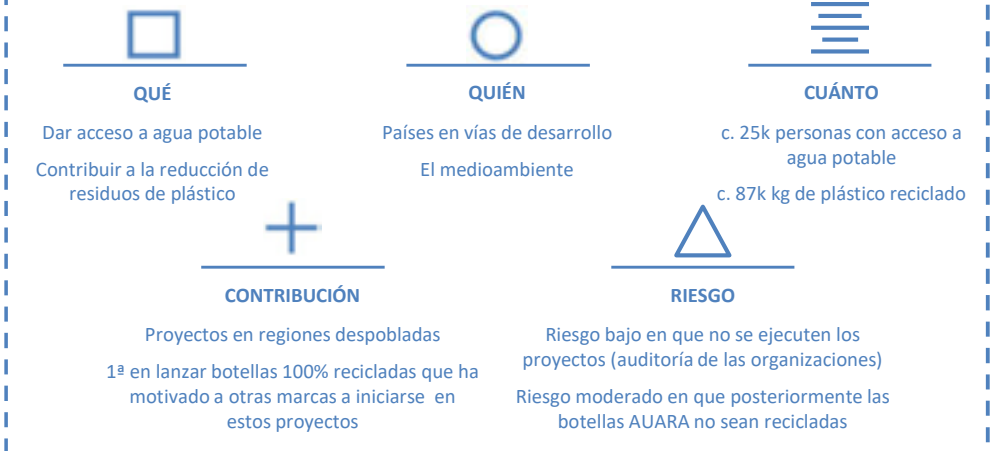 QUÉ
Dar acceso a agua potable
Contribuir a la reducción de
residuos de plástico
QUIÉN
Países en vías de desarrollo
El medioambiente
CUÁNTO
c. 25k personas con acceso a
agua potable
c. 87k kg de plástico reciclado
CONTRIBUCIÓN
Proyectos en regiones despobladas
1ª en lanzar botellas 100% recicladas que ha
motivado a otras marcas a iniciarse en
estos proyectos
RIESGO
Riesgo bajo en que no se ejecuten los
proyectos (auditoría de las organizaciones)
Riesgo moderado en que posteriormente las
botellas AUARA no sean recicladas